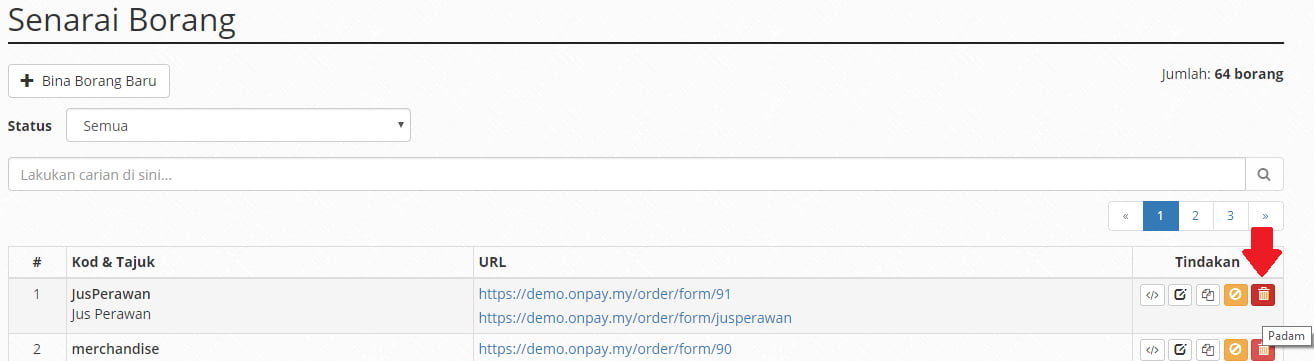 Senarai Borang
Bina Borang Baru
Jumlah: 64 borang
Status Semua
Lakukan carian di sini...
« 1 2 3 »
# Kod & Tajuk URL Tindakan
1 JusPerawan https://demo.onpay.my/order/form/91
Jus Perawan https://demo.onpay.my/order/form/jusperawan
Padam
2 merchandise https://demo.onpay.my/order/form/90